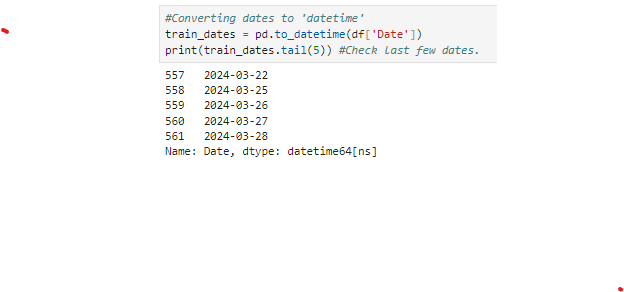 #Converting dates to 'datetime'
train_dates = pd.to_datetime(df['Date'])
print(train_dates.tail(5)) #Check last few dates.
557   2024-03-22
558   2024-03-25
559   2024-03-26
560   2024-03-27
561   2024-03-28
Name: Date, dtype: datetime64[ns]